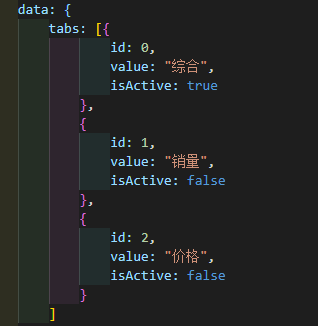 data: {
tabs: [{
id: 0,
value: "综合",
isActive: true
},
{
id: 1,
value: "销量",
isActive: false
},
{
id: 2,
value: "价格",
isActive: false
}
]